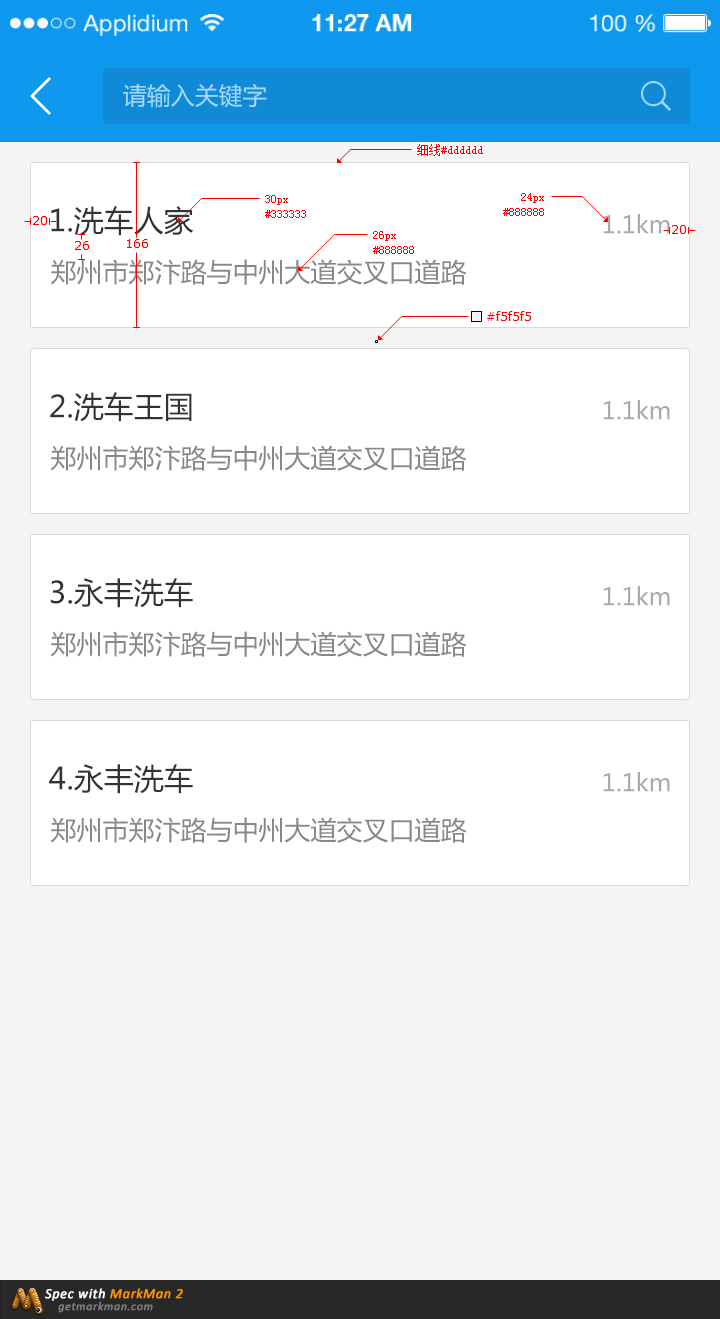 Applidium 11:27 AM 100 %
请输入关键字
细线#dddddd
1.洗车人家
30px
#333333
24px
#888888
1.1km
20
20
26
166
26px
#888888
郑州市郑汴路与中州大道交叉口道路
#f5f5f5
2.洗车王国
1.1km
郑州市郑汴路与中州大道交叉口道路
3.永丰洗车
1.1km
郑州市郑汴路与中州大道交叉口道路
4.永丰洗车
1.1km
郑州市郑汴路与中州大道交叉口道路
Spec with MarkMan 2
getmarkman.com